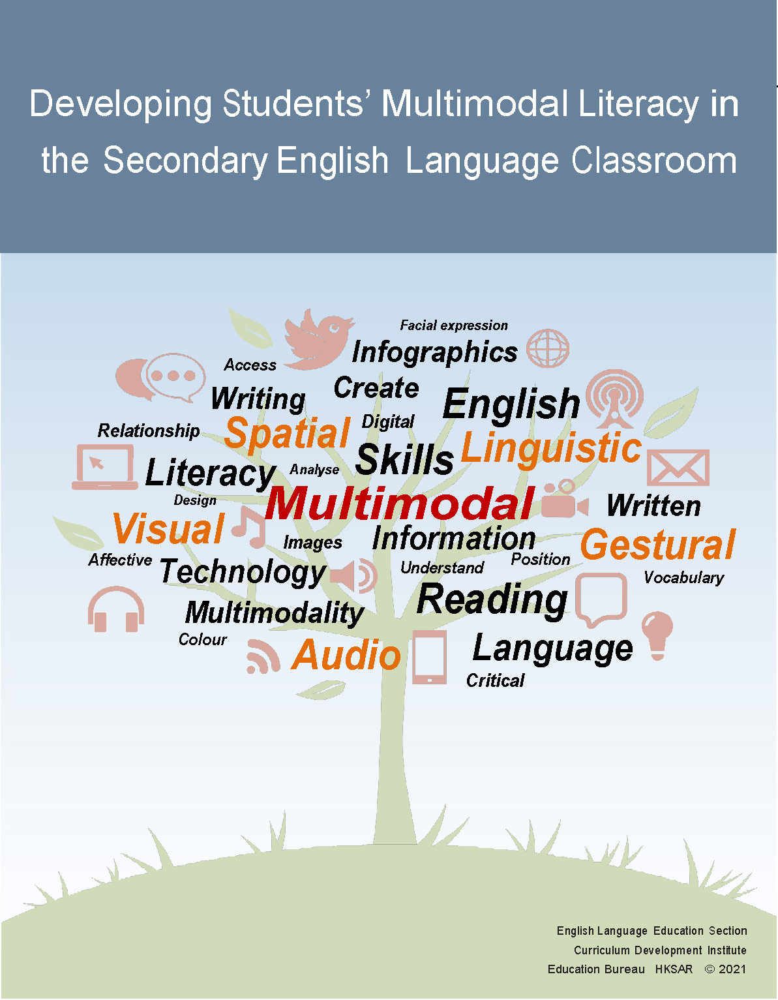 Developing Students’ Multimodal Literacy in
the Secondary English Language Classroom
Facial expression
Infographics
Access
Create
Writing
English
Digital
Relationship
Spatial
Linguistic
Skills
Literacy
Analyse
Design
Multimodal
Written
Visual
Images
Information
Gestural
Affective
Technology
Understand
Position
Vocabulary
Reading
Multimodality
Colour
Audio
Language
Critical
English Language Education Section
Curriculum Development Institute
Education Bureau HKSAR © 2021